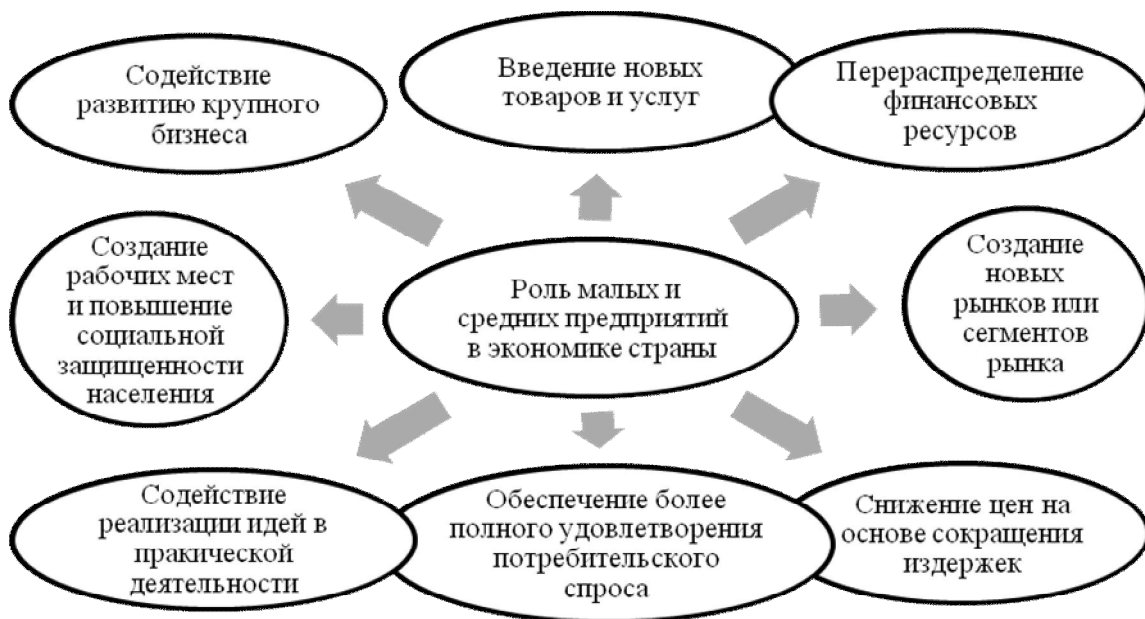 Содействие
развитию крупного
бизнеса
Введение новых
товаров и услуг
Перераспределение
финансовых
ресурсов
Создание
рабочих мест
и повышение
социальной
защищенности
населения
Роль малых и
средних предприятий
в экономике страны
Создание
новых
рынков или
сегментов
рынка
Содействие
реализации идей в
пракической
деятельности
Обеспечение более
полного удовлетворения
потребительского
спроса
Снижение цен на
основе сокращения
издержек